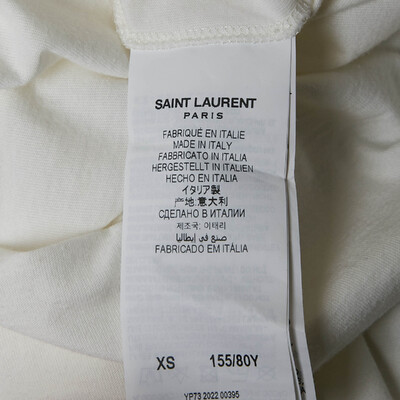 SAINT LAURENT
PARIS
FABRIQUÉ EN ITALIE
MADE IN ITALY
FABBRICATO IN ITALIA
HERGESTELLT IN ITALIEN
HECHO EN ITALIA
イタリア製
产地:意大利
СДЕЛАНО В ИТАЛИИ
제조국: 이태리
صنع في إيطاليا
FABRICADO EM ITÁLIA
XS 155/80Y
YP73 2022 00395